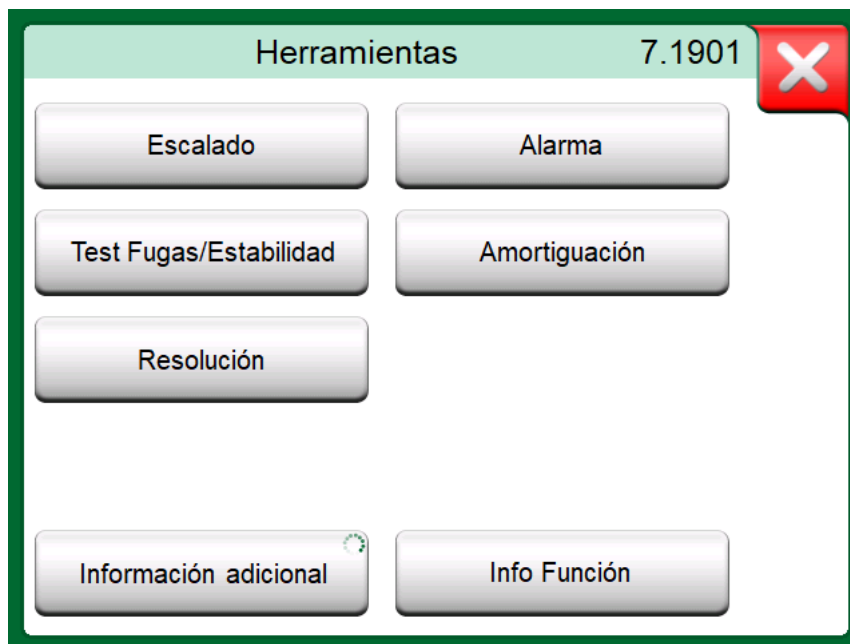 Herramientas 7.1901
Escalado
Alarma
Test Fugas/Estabilidad
Amortiguación
Resolución
Información adicional
Info Función